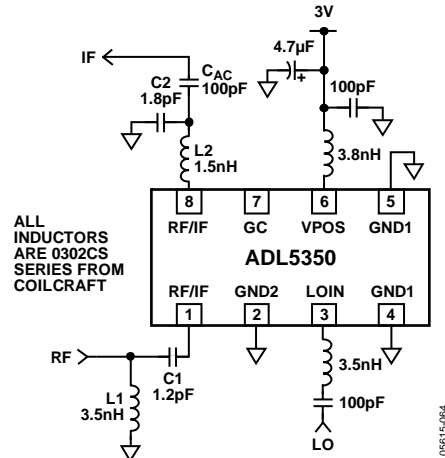 3V
4.7µF
IF
C2
1.8pF
CAC
100pF
+
100pF
L2
1.5nH
3.8nH
8
7
6
5
RF/IF
GC
VPOS
GND1
ALL
INDUCTORS
ARE 0302CS
SERIES FROM
COILCRAFT
ADL5350
RF/IF
GND2
LOIN
GND1
1
2
3
4
RF
C1
1.2pF
L1
3.5nH
3.5nH
100pF
LO
05615-064